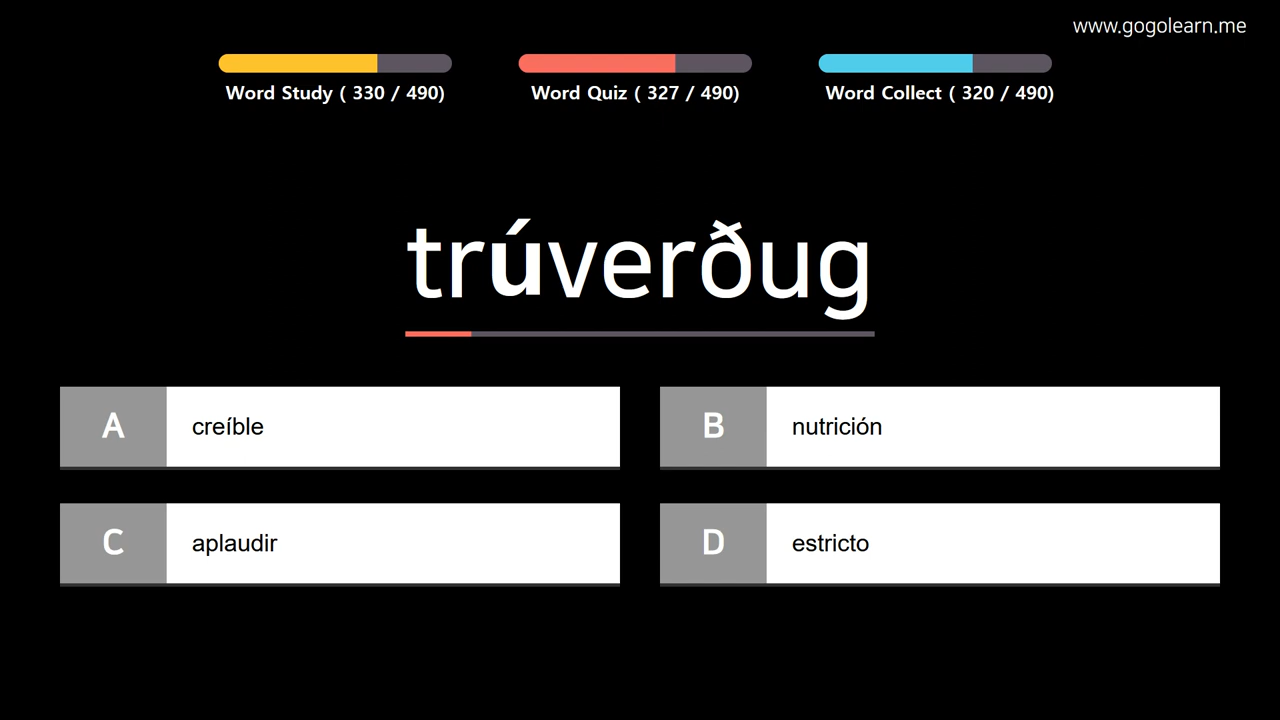 www.gogolearn.me
Word Study ( 330 / 490)
Word Quiz ( 327 / 490)
Word Collect ( 320 / 490)
trúverðug
A creíble
B nutrición
C aplaudir
D estricto